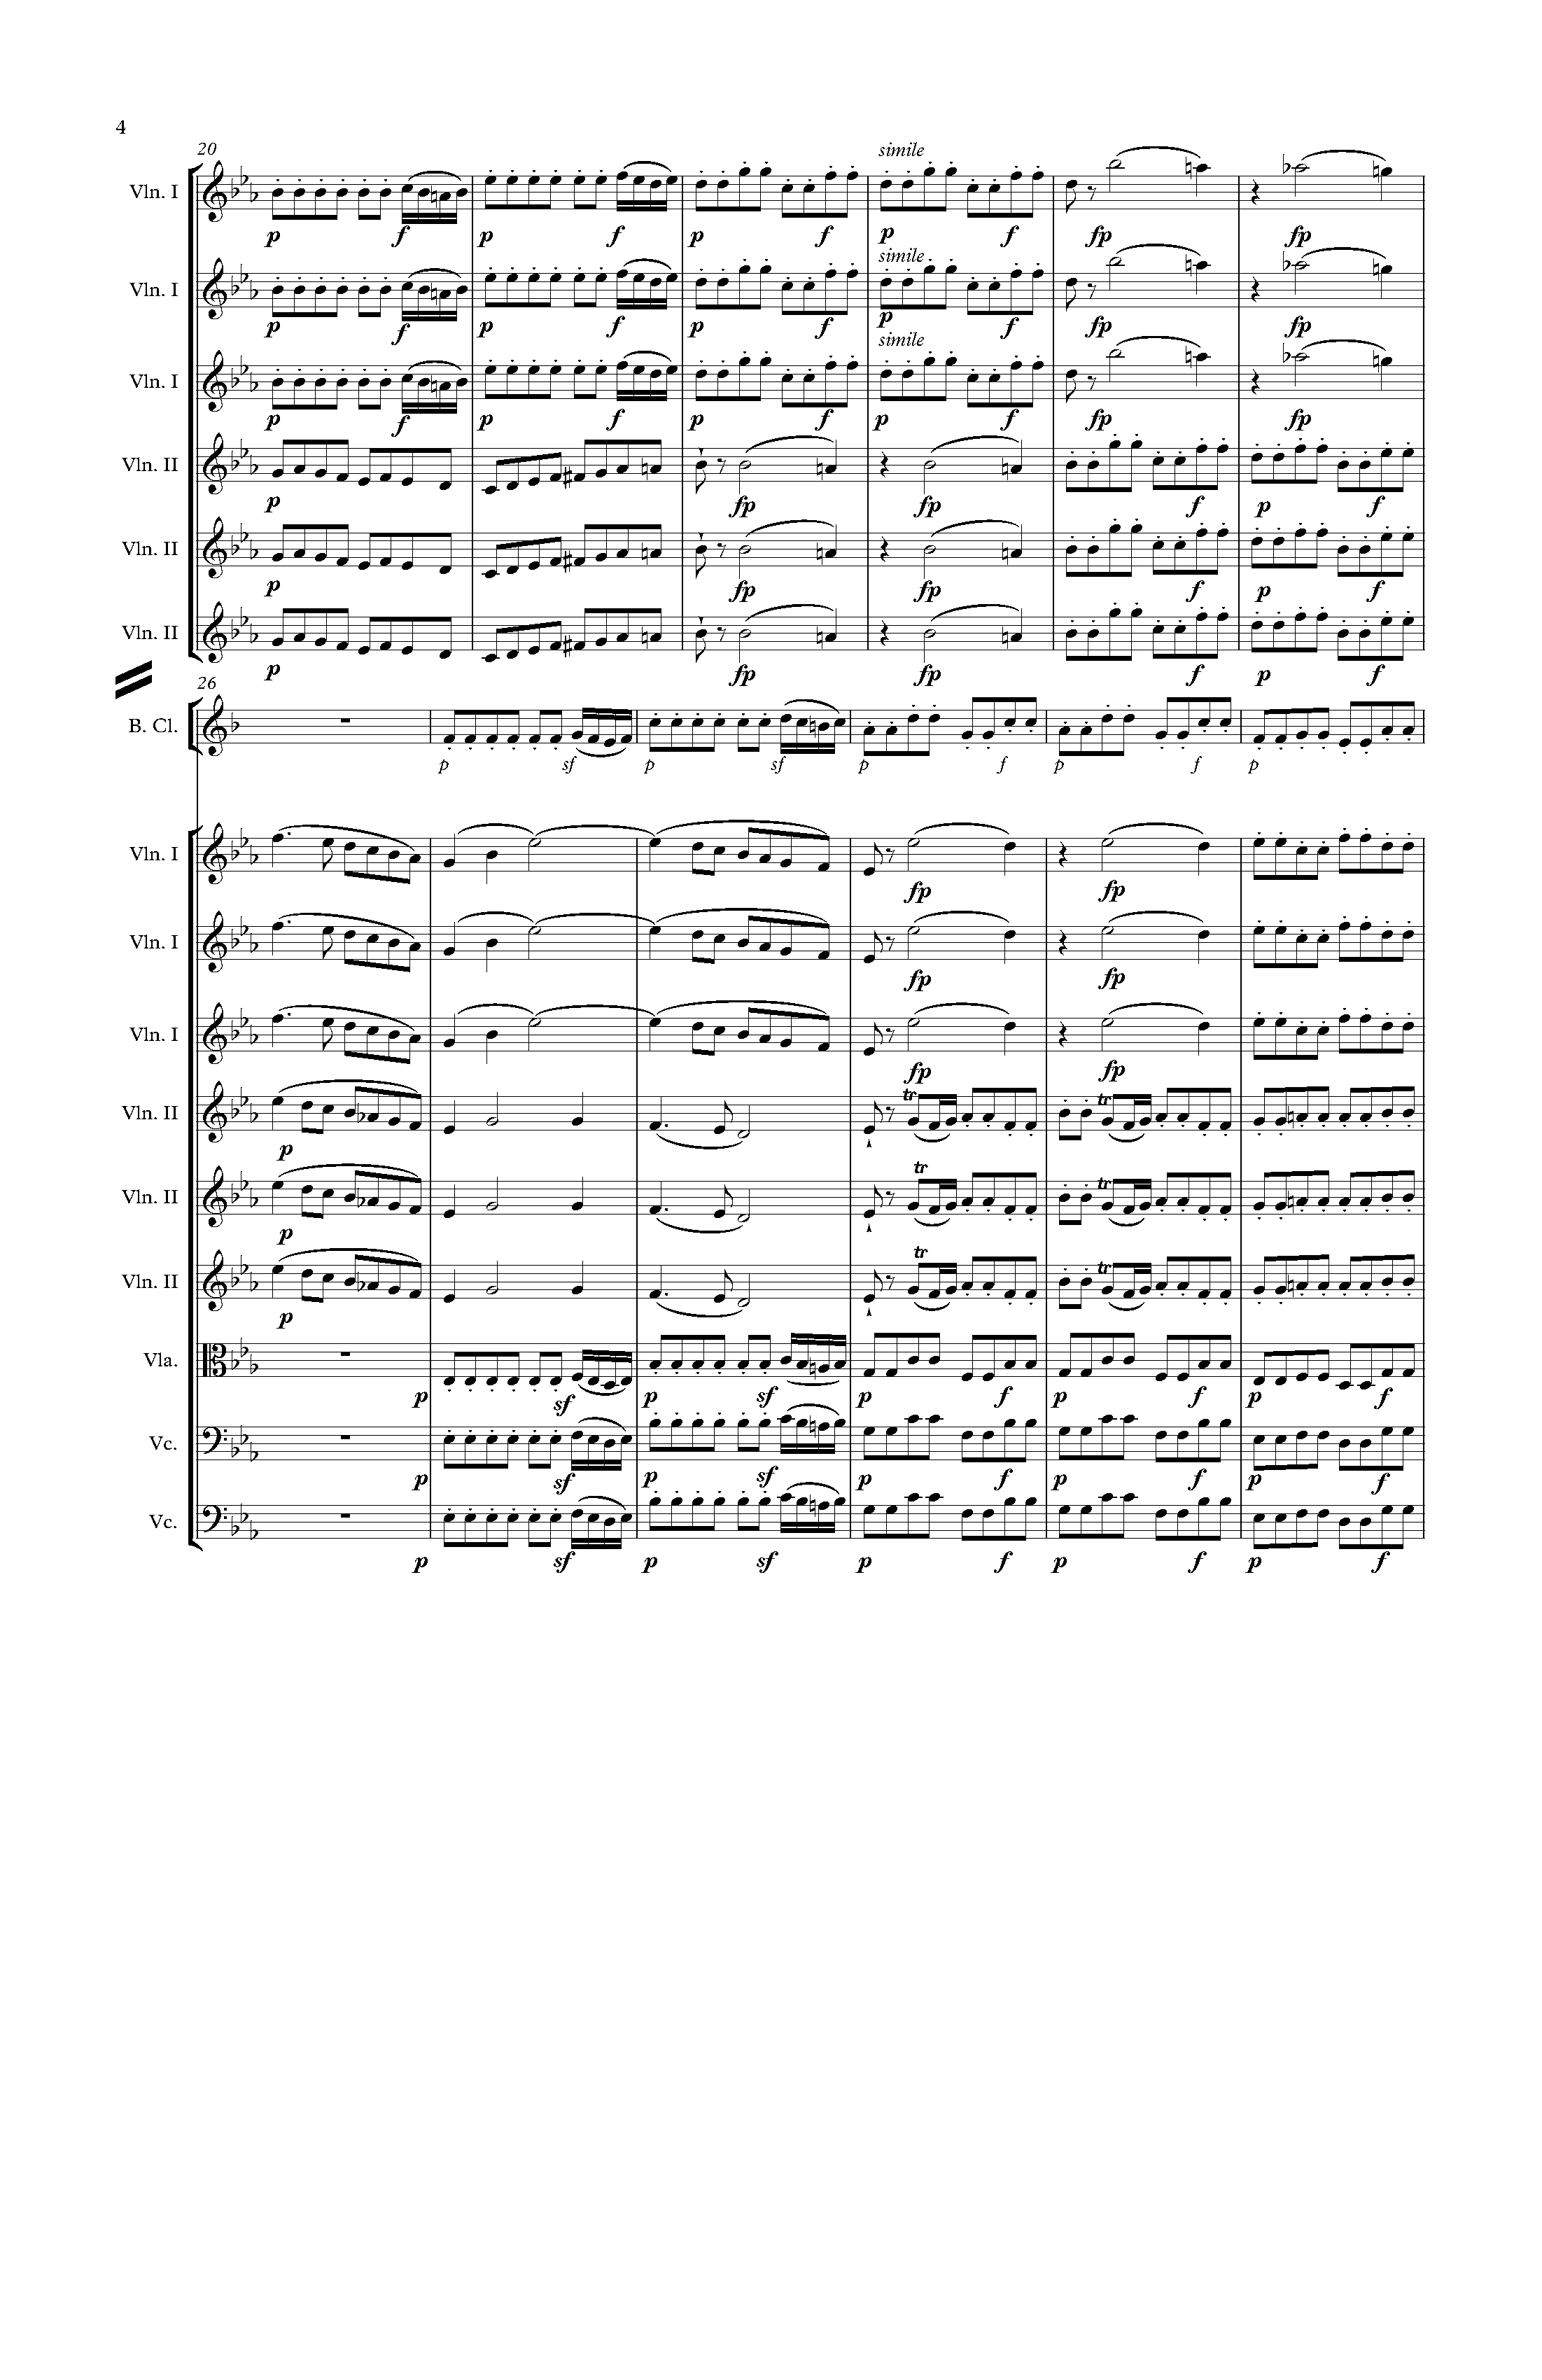 4
20
simile
Vln. I
p f p f p f p f fp fp
simile
Vln. I
p f p f p f p f fp fp
simile
Vln. I
p f p f p f p f fp fp
Vln. II
p fp fp f p f
Vln. II
p fp fp f p f
Vln. II
p fp fp f p f
26
B. Cl.
p sf p sf p f p f p
Vln. I
fp fp
Vln. I
fp fp
Vln. I
fp fp
tr tr
Vln. II
p
tr tr
Vln. II
p
tr tr
Vln. II
p
Vla.
p sf p sf p f p f p f
Vc.
p sf p sf p f p f p f
Vc.
p sf p sf p f p f p f